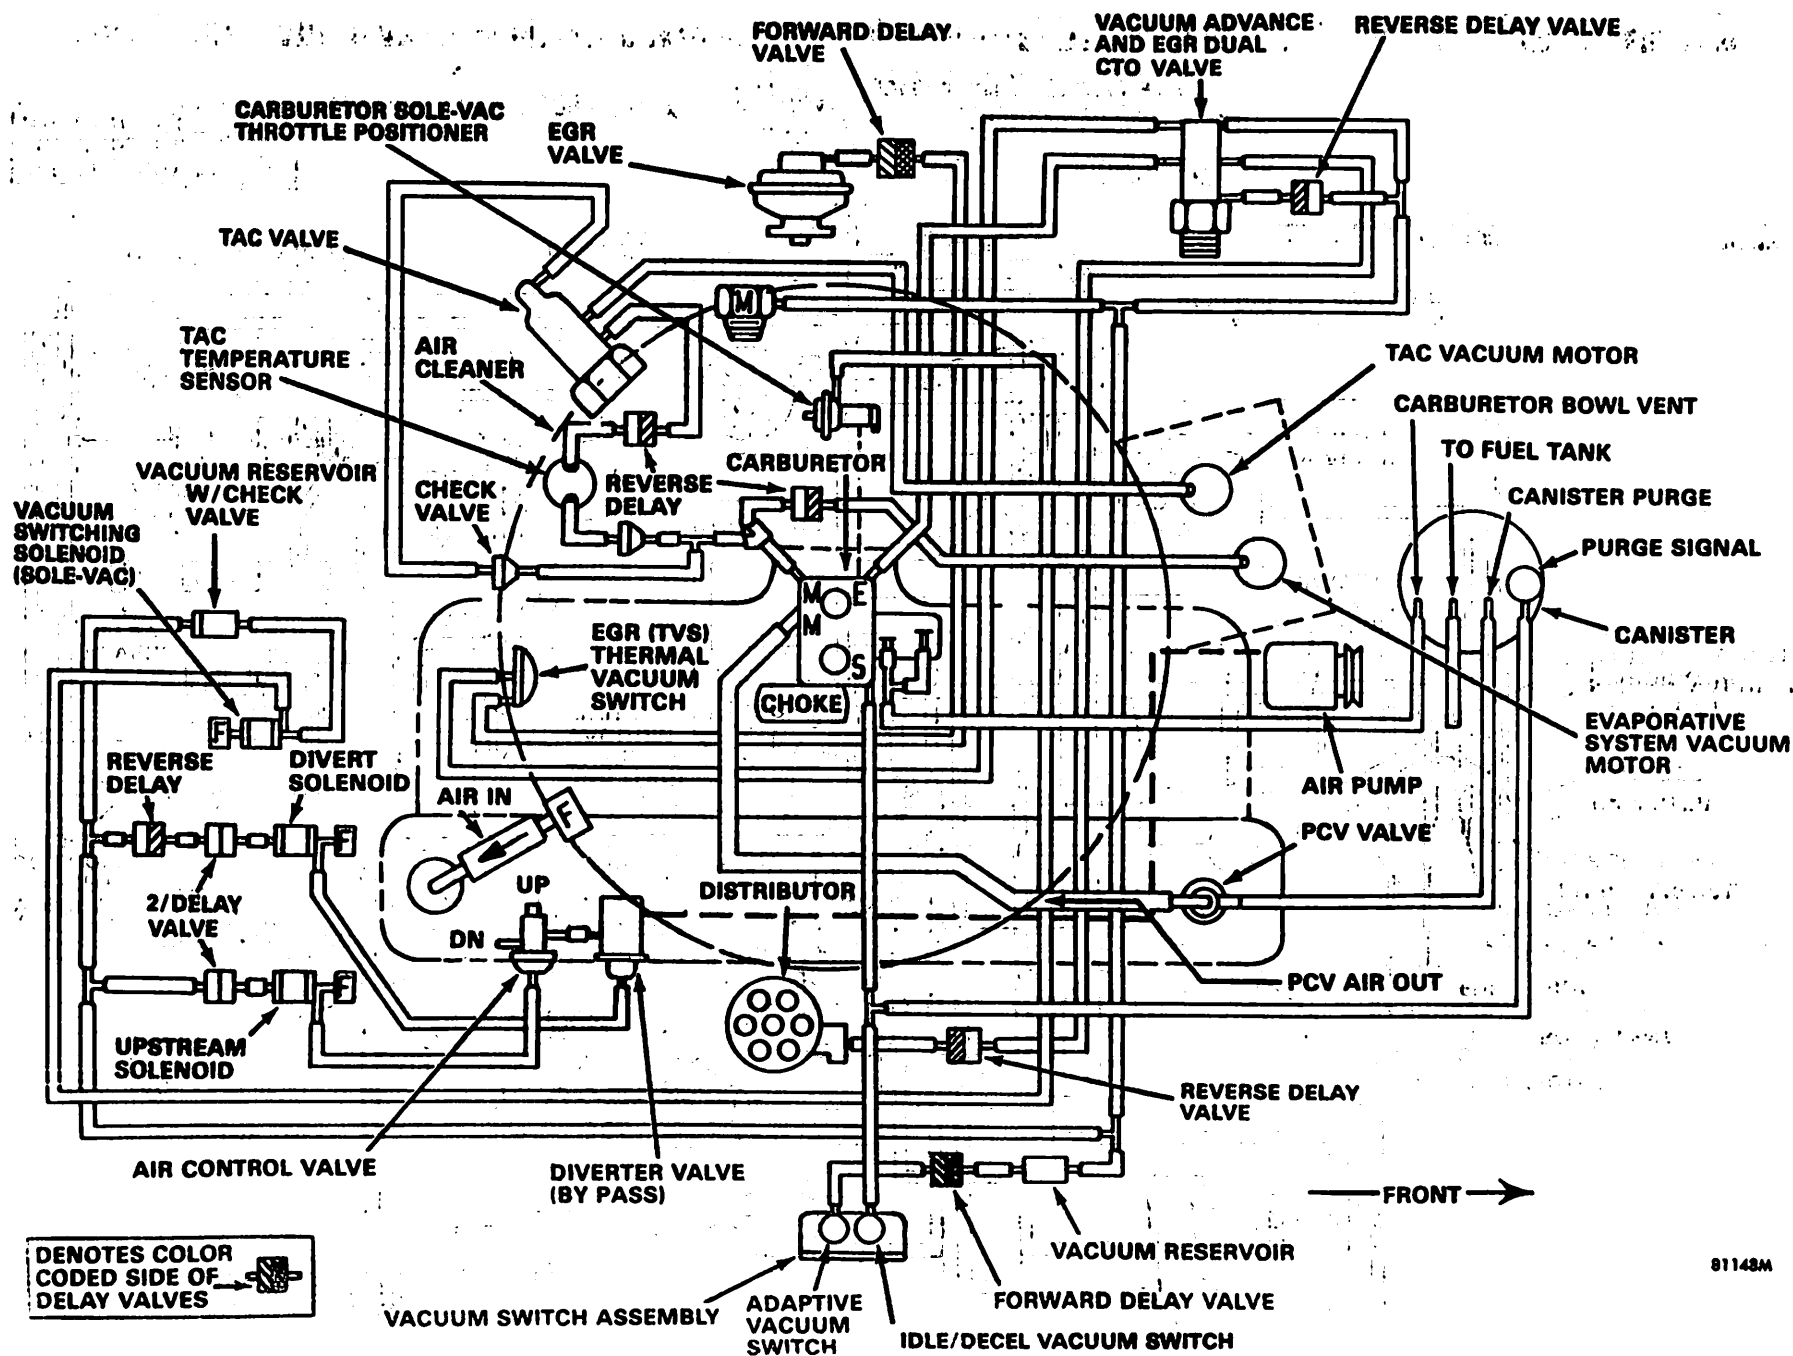 FORWARD DELAY
VALVE
VACUUM ADVANCE
AND EGR DUAL
CTO VALVE
REVERSE DELAY VALVE
CARBURETOR SOLE-VAC
THROTTLE POSITIONER
EGR
VALVE
TAC VALVE
M
TAC
TEMPERATURE
SENSOR
AIR
CLEANER
TAC VACUUM MOTOR
CARBURETOR BOWL VENT
TO FUEL TANK
CANISTER PURGE
PURGE SIGNAL
CANISTER
VACUUM RESERVOIR
W/CHECK
VALVE
CHECK
VALVE
REVERSE
DELAY
CARBURETOR
VACUUM
SWITCHING
SOLENOID
(SOLE-VAC)
M
E
M
S
CHOKE
EGR (TVS)
THERMAL
VACUUM
SWITCH
F
REVERSE
DELAY
DIVERT
SOLENOID
EVAPORATIVE
SYSTEM VACUUM
MOTOR
AIR PUMP
AIR IN
F
F
PCV VALVE
2/DELAY
VALVE
UP
DN
DISTRIBUTOR
F
PCV AIR OUT
UPSTREAM
SOLENOID
REVERSE DELAY
VALVE
AIR CONTROL VALVE
DIVERTER VALVE
(BY PASS)
FRONT
VACUUM RESERVOIR
DENOTES COLOR
CODED SIDE OF
DELAY VALVES
VACUUM SWITCH ASSEMBLY
ADAPTIVE
VACUUM
SWITCH
FORWARD DELAY VALVE
IDLE/DECEL VACUUM SWITCH
81148M